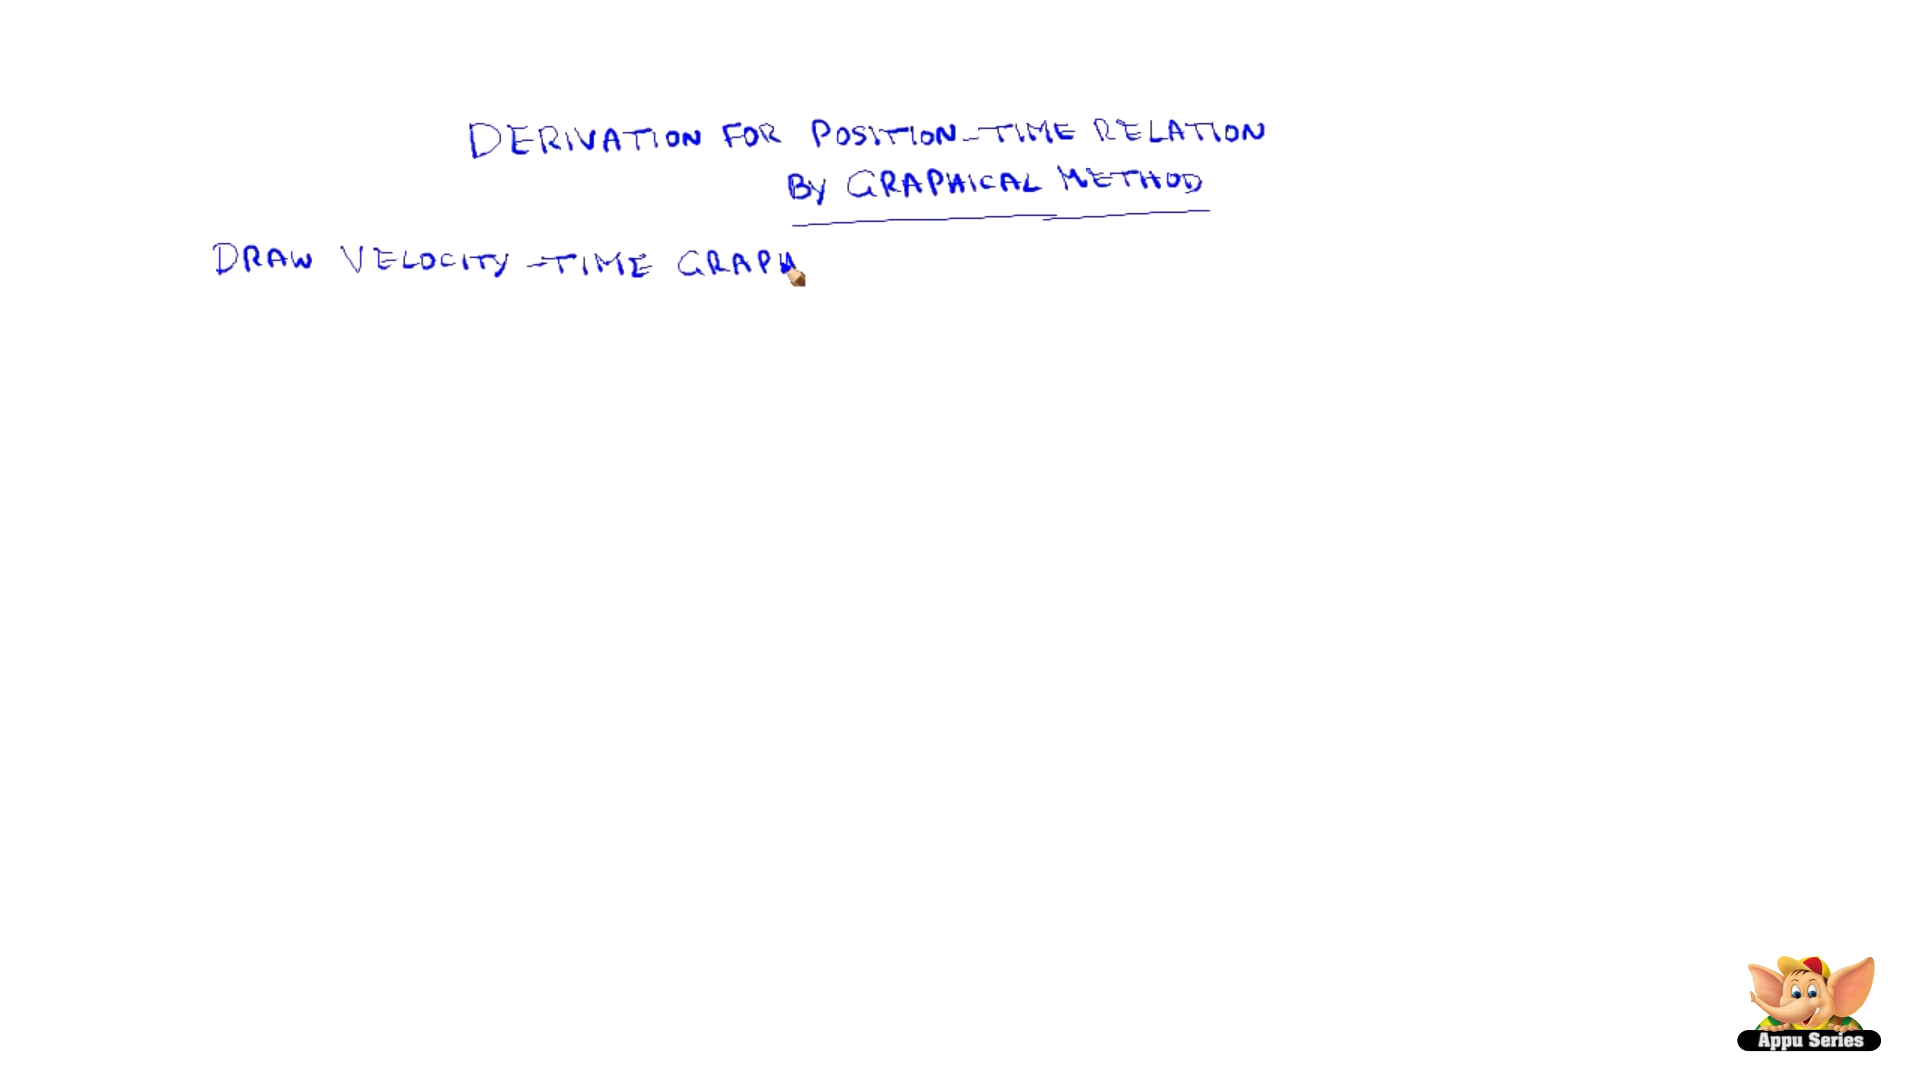 DERIVATION FOR POSITION-TIME RELATION
BY GRAPHICAL METHOD
DRAW VELOCITY-TIME GRAPH
Appu Series